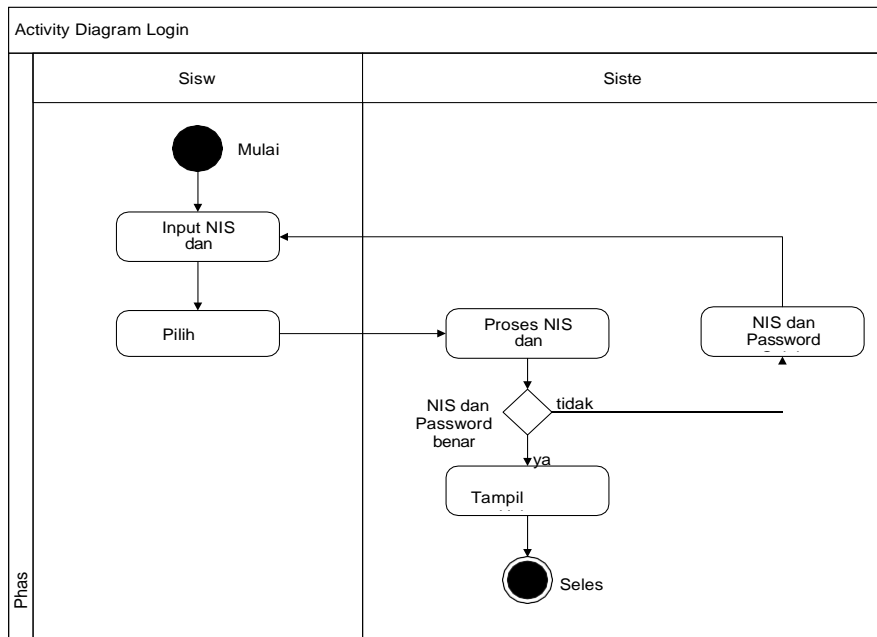 Activity Diagram Login
Sisw
Siste
Mulai
Input NIS
dan
Pilih
Proses NIS
dan
NIS dan
Password
NIS dan
Password
benar
tidak
ya
Tampil
Seles
Phas